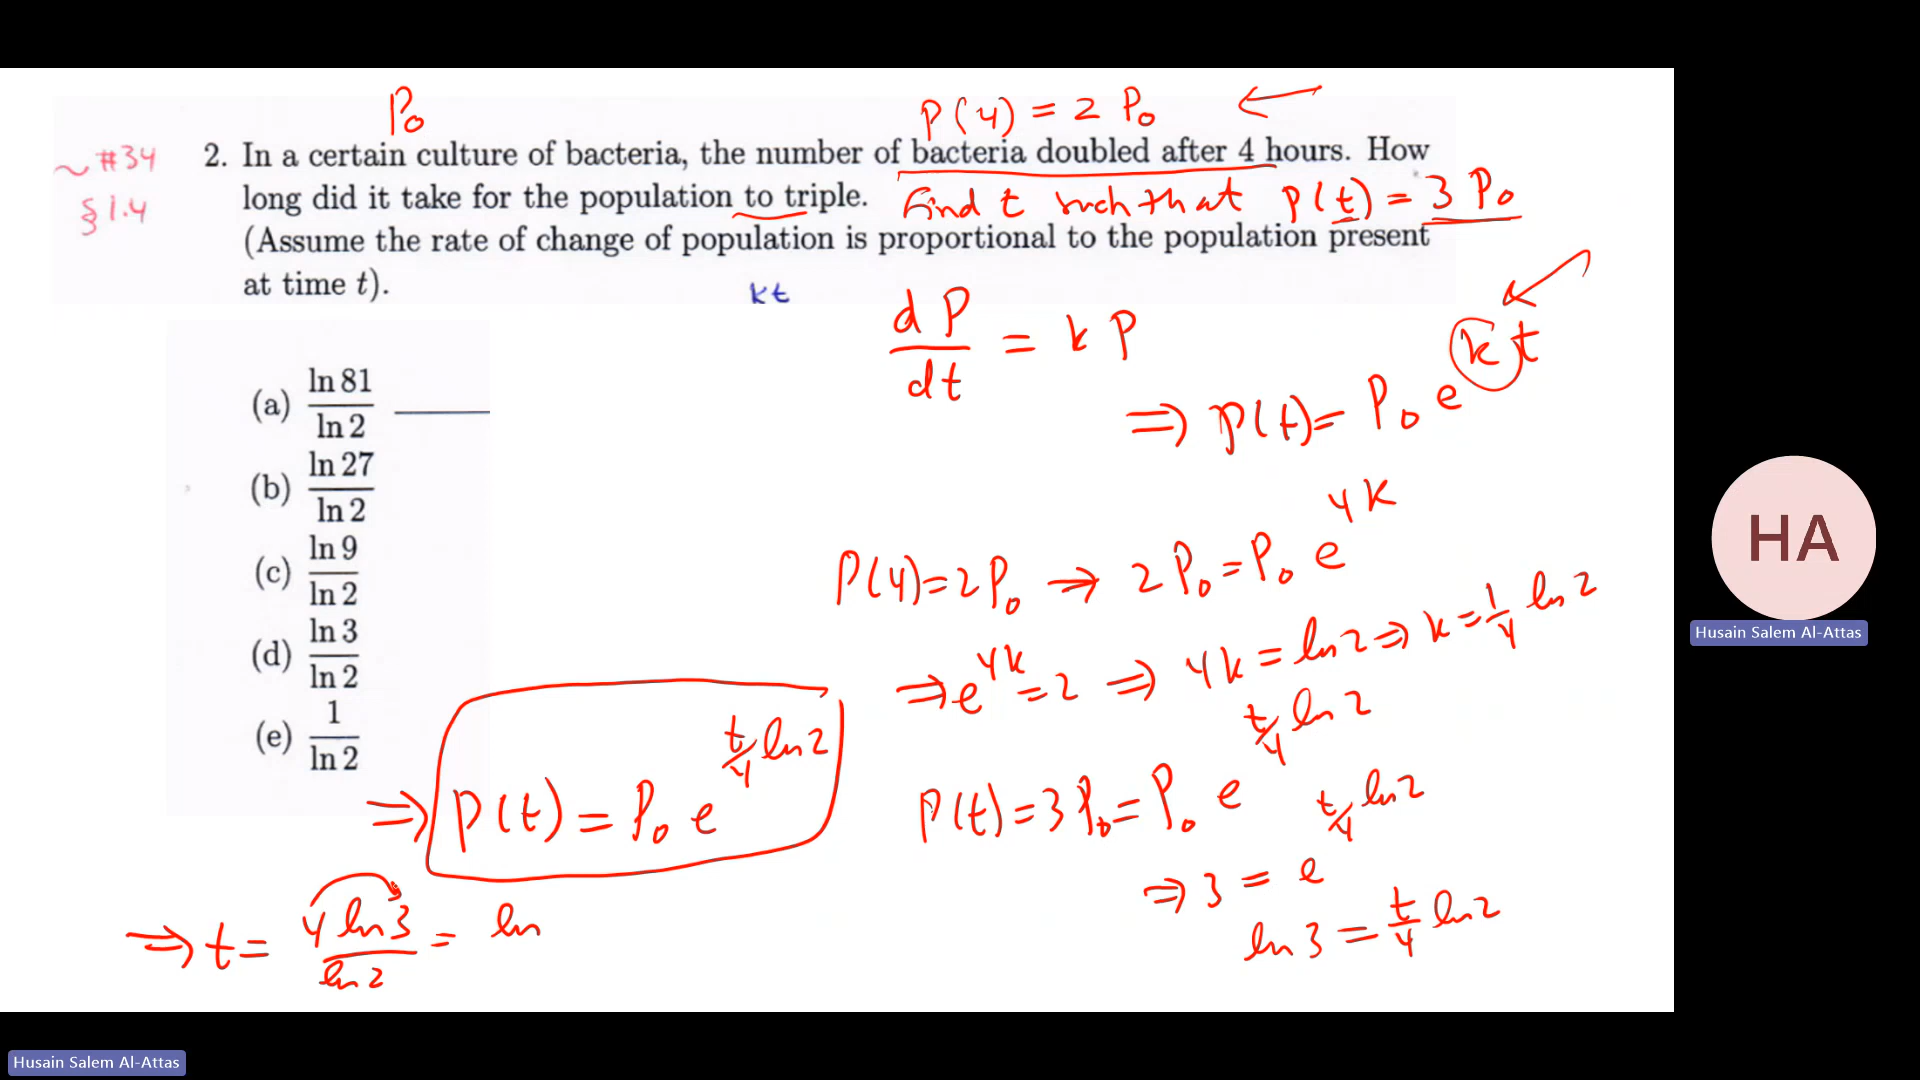 P₀
P(4) = 2 P₀ ←
~ #34
§ 1.4
2. In a certain culture of bacteria, the number of bacteria doubled after 4 hours. How
long did it take for the population to triple. Find t such that P(t) = 3 P₀
(Assume the rate of change of population is proportional to the population present
at time t).
kt
dP/dt = k P
⇒ P(t) = P₀ e^{kt}
(a) ln 81 / ln 2
(b) ln 27 / ln 2
(c) ln 9 / ln 2
(d) ln 3 / ln 2
(e) 1 / ln 2
P(4) = 2P₀ → 2P₀ = P₀ e^{4k}
⇒ e^{4k} = 2 ⇒ 4k = ln 2 ⇒ k = 1/4 ln 2
⇒ P(t) = P₀ e^{t/4 ln 2}
P(t) = 3P₀ = P₀ e^{t/4 ln 2}
⇒ 3 = e^{t/4 ln 2}
ln 3 = t/4 ln 2
⇒ t = 4 ln 3 / ln 2 = ln
HA
Husain Salem Al-Attas
Husain Salem Al-Attas